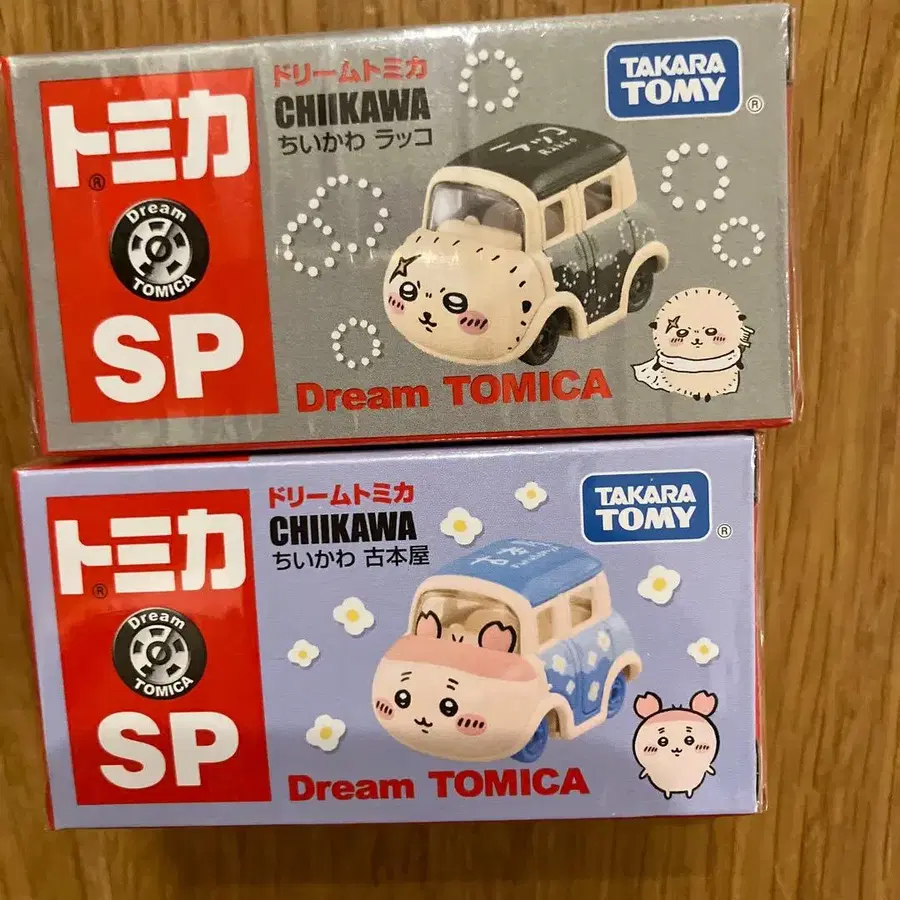 トミカ
®
Dream
TOMICA
SP
ドリームトミカ
CHIIKAWA
ちいかわ ラッコ
TAKARA
TOMY
®
ラッコ
Rakko
Dream TOMICA
トミカ
®
Dream
TOMICA
SP
ドリームトミカ
CHIIKAWA
ちいかわ 古本屋
TAKARA
TOMY
®
Dream TOMICA